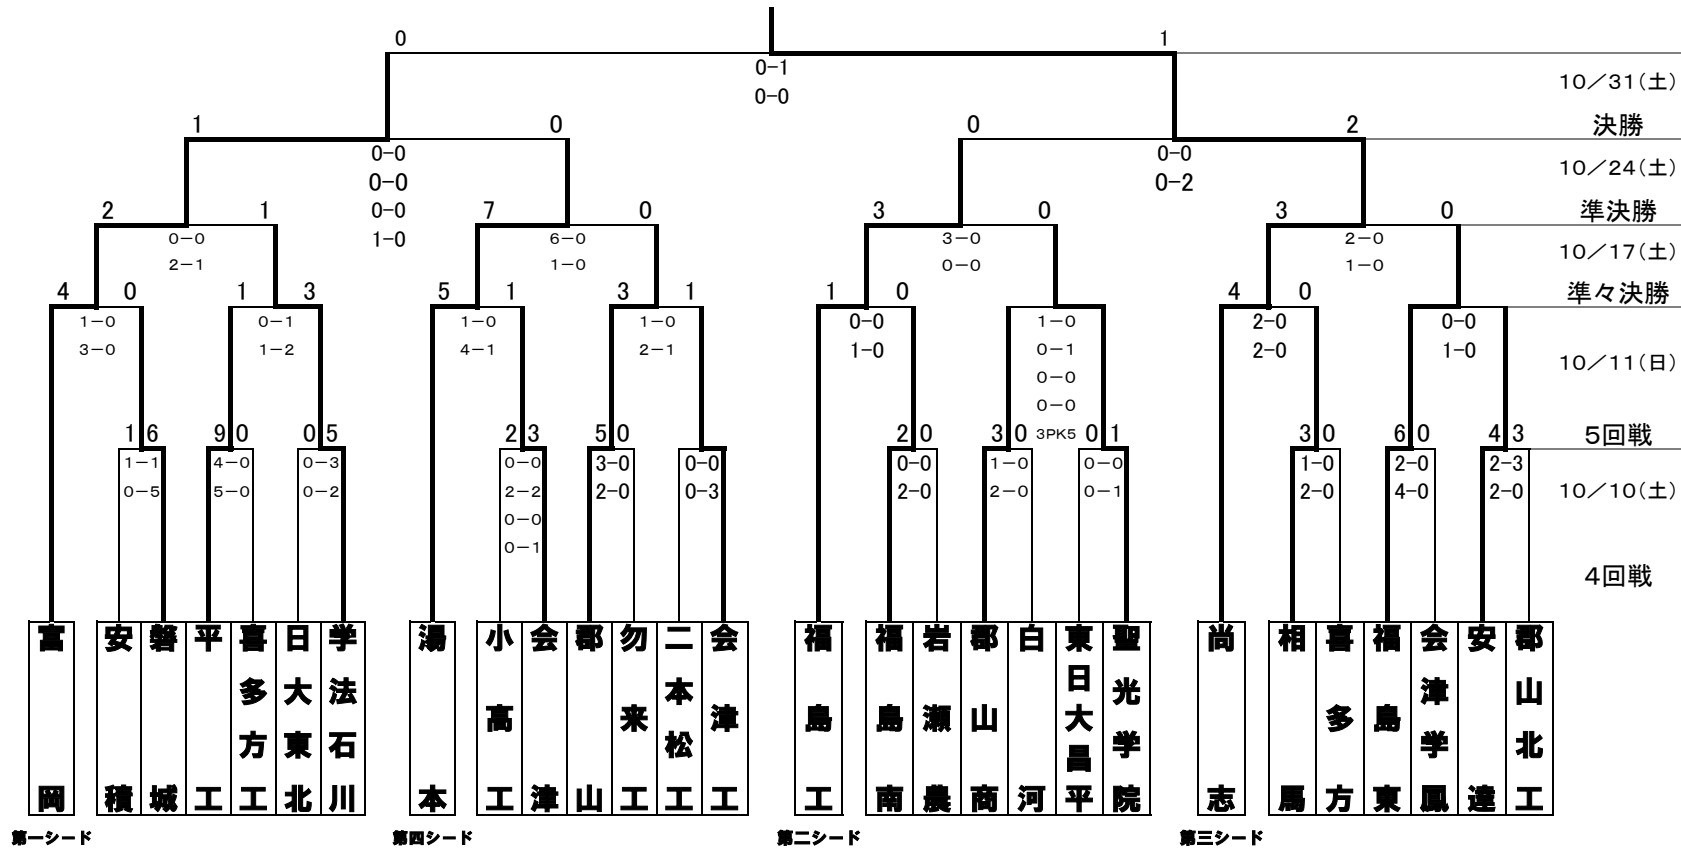 0 1
0-1
0-0
10／31(土)
1 0 0 2 決勝
0-0 0-0
0-0 0-2
0-0
1-0
10／24(土)
2 1 7 0 3 0 3 0 準決勝
0-0 6-0 3-0 2-0
2-1 1-0 0-0 1-0
10／17(土)
4 0 1 3 5 1 3 1 1 0 4 0 準々決勝
1-0 0-1 1-0 1-0 0-0 1-0 2-0 0-0
3-0 1-2 4-1 2-1 1-0 0-1 2-0 1-0
0-0
0-0
3PK5
10／11(日)
1 6 9 0 0 5 2 3 5 0 2 0 3 0 0 1 3 0 6 0 4 3 5回戦
1-1 4-0 0-3 0-0 3-0 0-0 0-0 1-0 0-0 1-0 2-0 2-3
0-5 5-0 0-2 2-2 2-0 0-3 2-0 2-0 0-1 2-0 4-0 2-0
0-0
0-1
10／10(土)
4回戦
富岡
安積
磐城
平工
喜多方工
日大東北
学法石川
湯本
小高工
会津
郡山
勿来工
二本松工
会津工
福島工
福島南
岩瀬農
郡山商
白河
東日大昌平
聖光学院
尚志
相馬
喜多方
福島東
会津学鳳
安達
郡山北工
第一シード 第四シード 第二シード 第三シード